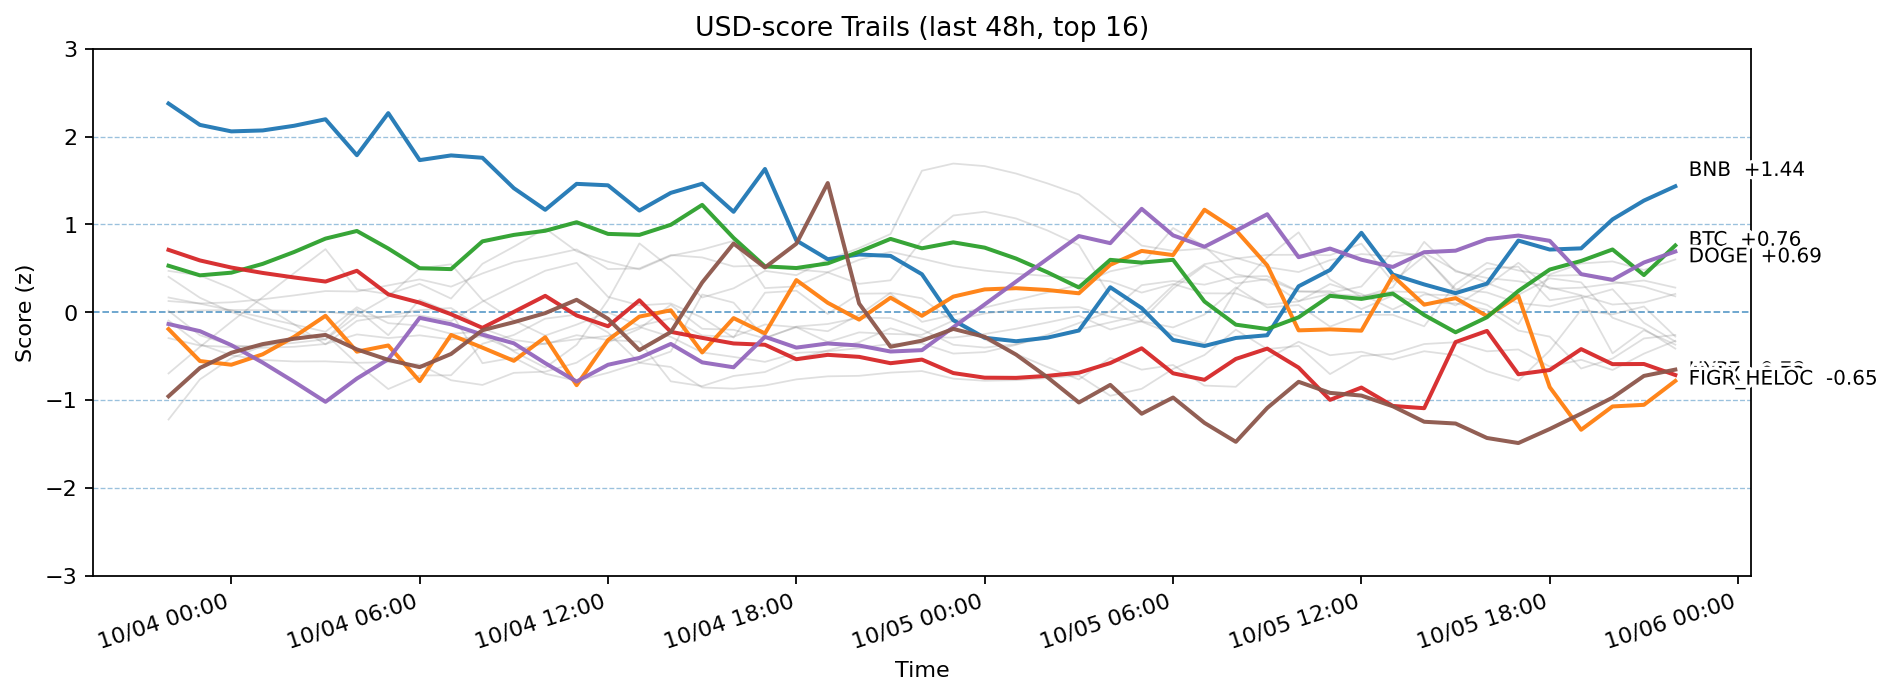 USD-score Trails (last 48h, top 16)
3
2
1
0
−1
−2
−3
Score (z)
BNB +1.44
BTC +0.76
DOGE +0.69
FIGR_HELOC -0.65
10/04 00:00
10/04 06:00
10/04 12:00
10/04 18:00
10/05 00:00
10/05 06:00
10/05 12:00
10/05 18:00
10/06 00:00
Time